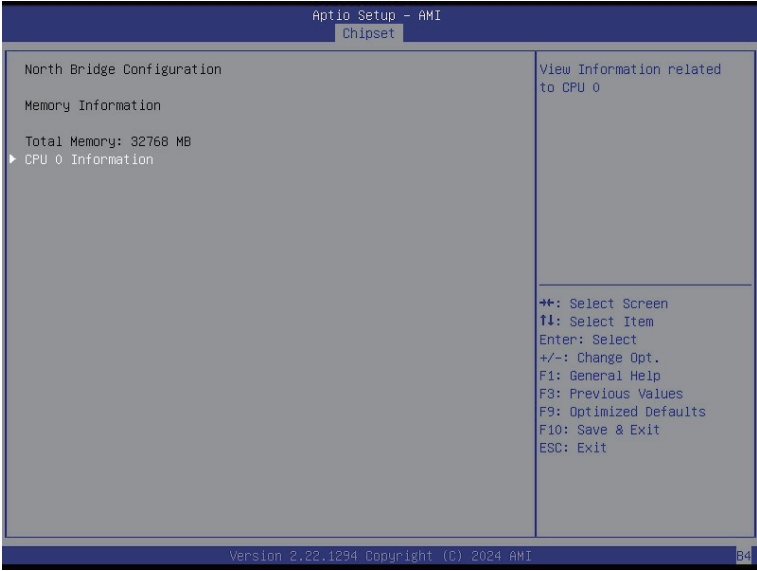 Aptio Setup – AMI
Chipset
North Bridge Configuration
Memory Information
Total Memory: 32768 MB
CPU 0 Information
View Information related
to CPU 0
→←: Select Screen
↑↓: Select Item
Enter: Select
+/-: Change Opt.
F1: General Help
F3: Previous Values
F9: Optimized Defaults
F10: Save & Exit
ESC: Exit
Version 2.22.1294 Copyright (C) 2024 AMI
B4